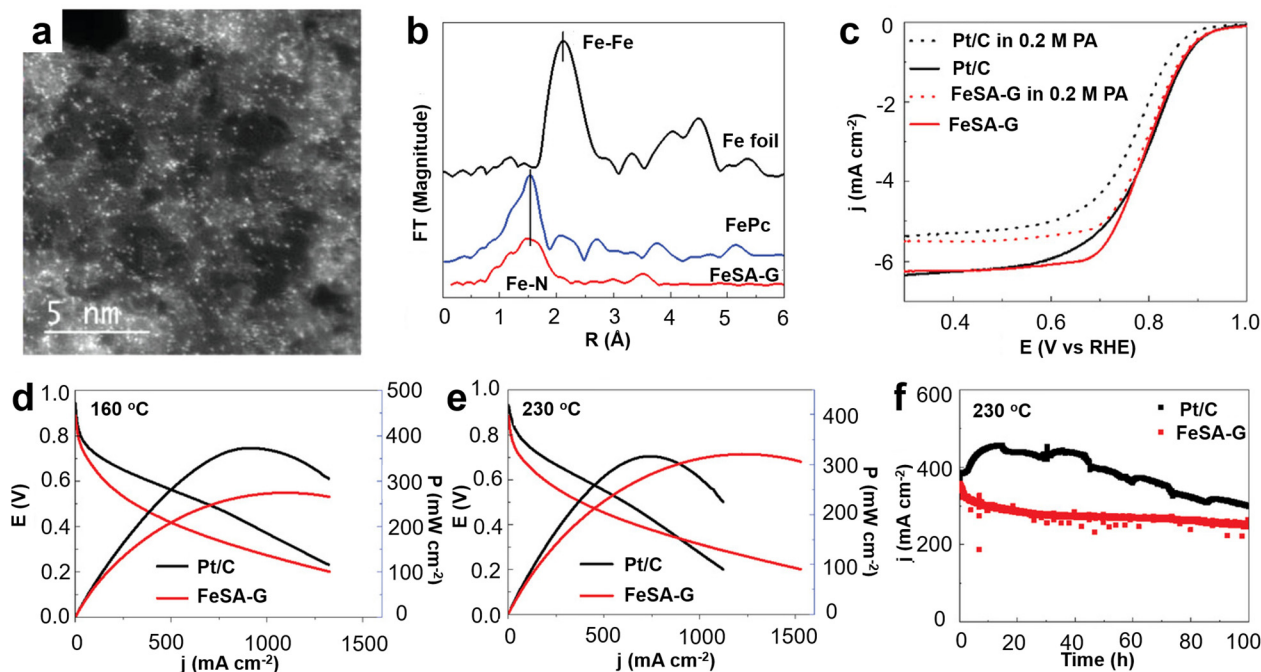 a
5 nm
b
Fe-Fe
Fe foil
FePc
FeSA-G
Fe-N
FT (Magnitude)
0 1 2 3 4 5 6
R (Å)
c
Pt/C in 0.2 M PA
Pt/C
FeSA-G in 0.2 M PA
FeSA-G
0
-2
-4
-6
j (mA cm-2)
0.4 0.6 0.8 1.0
E (V vs RHE)
d
160 oC
1.0
0.8
0.6
0.4
0.2
0.0
E (V)
500
400
300
200
100
0
P (mW cm-2)
Pt/C
FeSA-G
0 500 1000 1500
j (mA cm-2)
e
230 oC
1.0
0.8
0.6
0.4
0.2
0.0
E (V)
400
300
200
100
0
P (mW cm-2)
Pt/C
FeSA-G
0 500 1000 1500
j (mA cm-2)
f
230 oC
Pt/C
FeSA-G
600
400
200
0
j (mA cm-2)
0 20 40 60 80 100
Time (h)